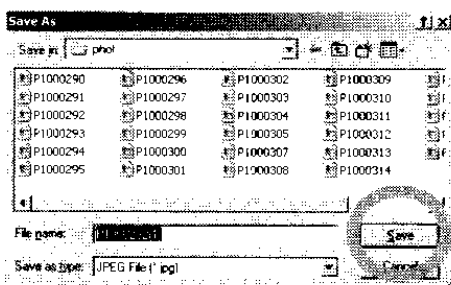 Save As
Save in: phot
P1000290 P1000296 P1000302 P1000309
P1000291 P1000297 P1000303 P1000310
P1000292 P1000298 P1000304 P1000311
P1000293 P1000299 P1000305 P1000312
P1000294 P1000300 P1000307 P1000313
P1000295 P1000301 P1000308 P1000314
File name:
Save
Save as type: JPEG File (*.jpg)
Cancel